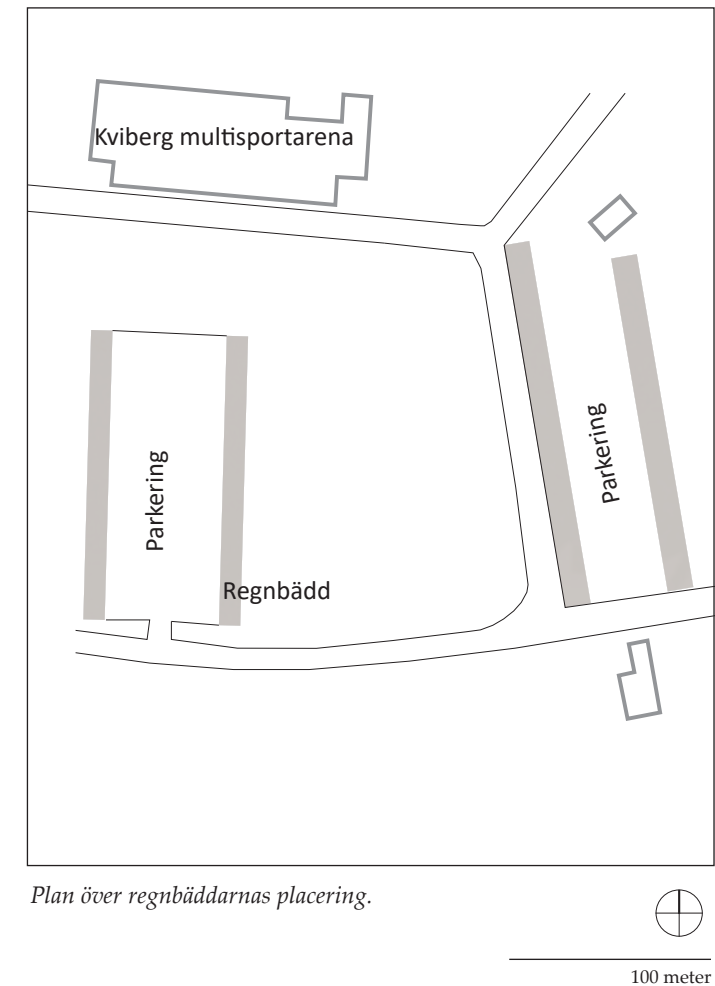 Kviberg multisportarena
Parkering
Parkering
Regnbädd
Plan över regnbäddarnas placering.
100 meter